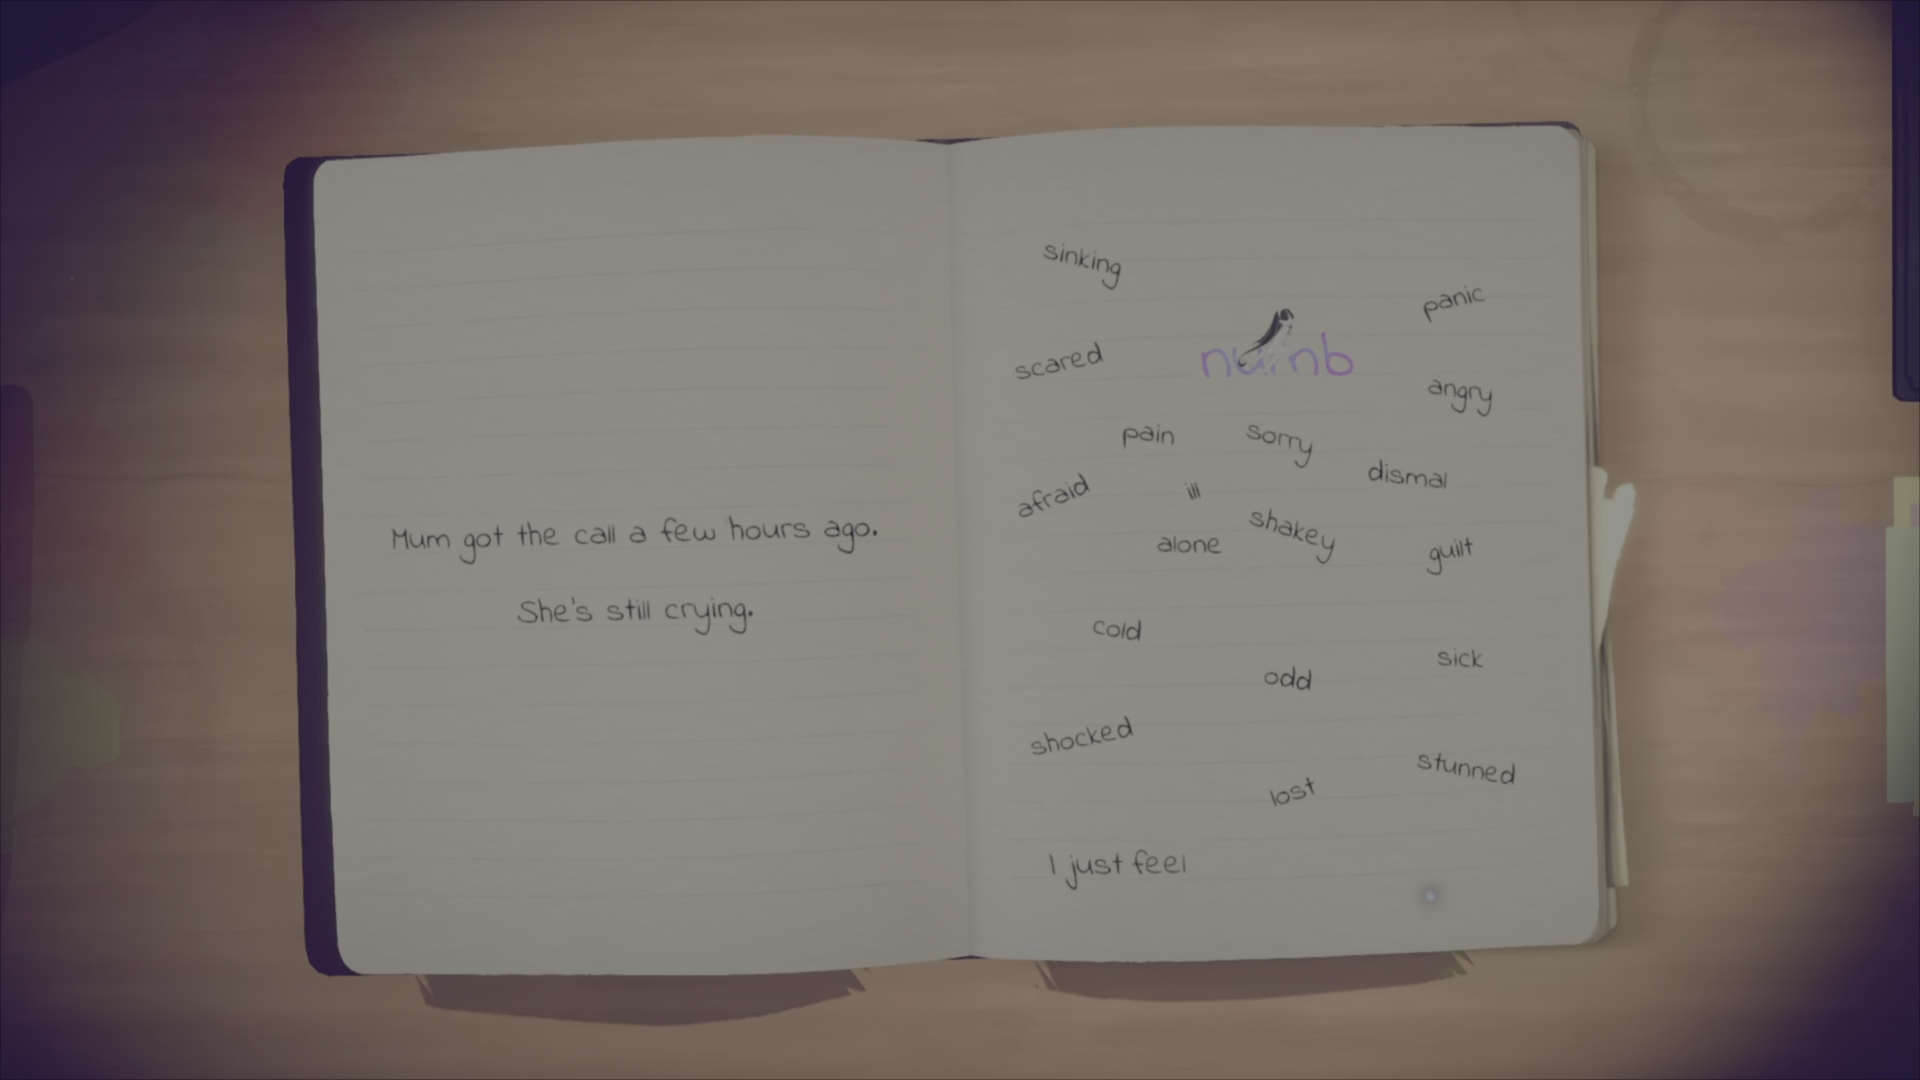 Mum got the call a few hours ago.
She's still crying.
sinking
panic
scared
numb
angry
pain
sorry
dismal
afraid
ill
shakey
alone
guilt
cold
sick
odd
shocked
stunned
lost
I just feel